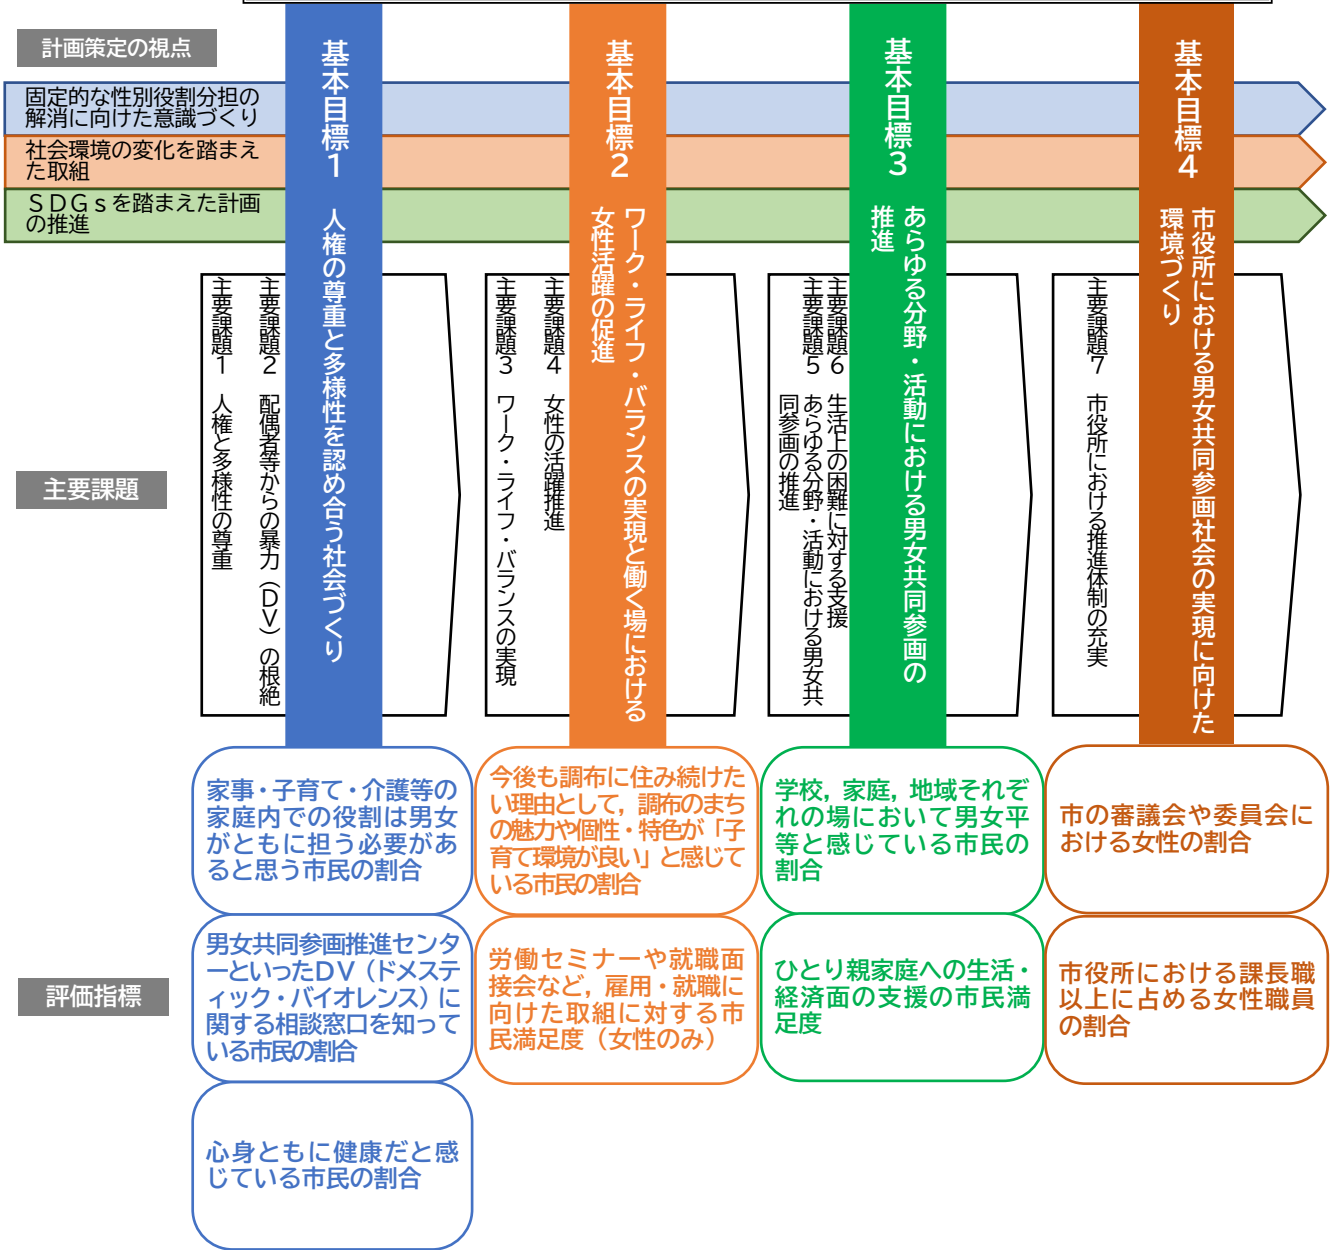 計画策定の視点
固定的な性別役割分担の
解消に向けた意識づくり
社会環境の変化を踏まえ
た取組
ＳＤＧｓを踏まえた計画
の推進
基本目標１　人権の尊重と多様性を認め合う社会づくり
基本目標２　ワーク・ライフ・バランスの実現と働く場における
女性活躍の促進
基本目標３　あらゆる分野・活動における男女共同参画の
推進
基本目標４　市役所における男女共同参画社会の実現に向けた
環境づくり
主要課題
主要課題１　人権と多様性の尊重
主要課題２　配偶者等からの暴力（ＤＶ）の根絶
主要課題３　ワーク・ライフ・バランスの実現
主要課題４　女性の活躍推進
主要課題５　あらゆる分野・活動における男女共
同参画の推進
主要課題６　生活上の困難に対する支援
主要課題７　市役所における推進体制の充実
評価指標
家事・子育て・介護等の
家庭内での役割は男女
がともに担う必要があ
ると思う市民の割合
男女共同参画推進センタ
ーといったＤＶ（ドメステ
ィック・バイオレンス）に
関する相談窓口を知って
いる市民の割合
心身ともに健康だと感
じている市民の割合
今後も調布に住み続けた
い理由として，調布のまち
の魅力や個性・特色が「子
育て環境が良い」と感じて
いる市民の割合
労働セミナーや就職面
接会など，雇用・就職に
向けた取組に対する市
民満足度（女性のみ）
学校，家庭，地域それぞ
れの場において男女平
等と感じている市民の
割合
ひとり親家庭への生活・
経済面の支援の市民満
足度
市の審議会や委員会に
おける女性の割合
市役所における課長職
以上に占める女性職員
の割合